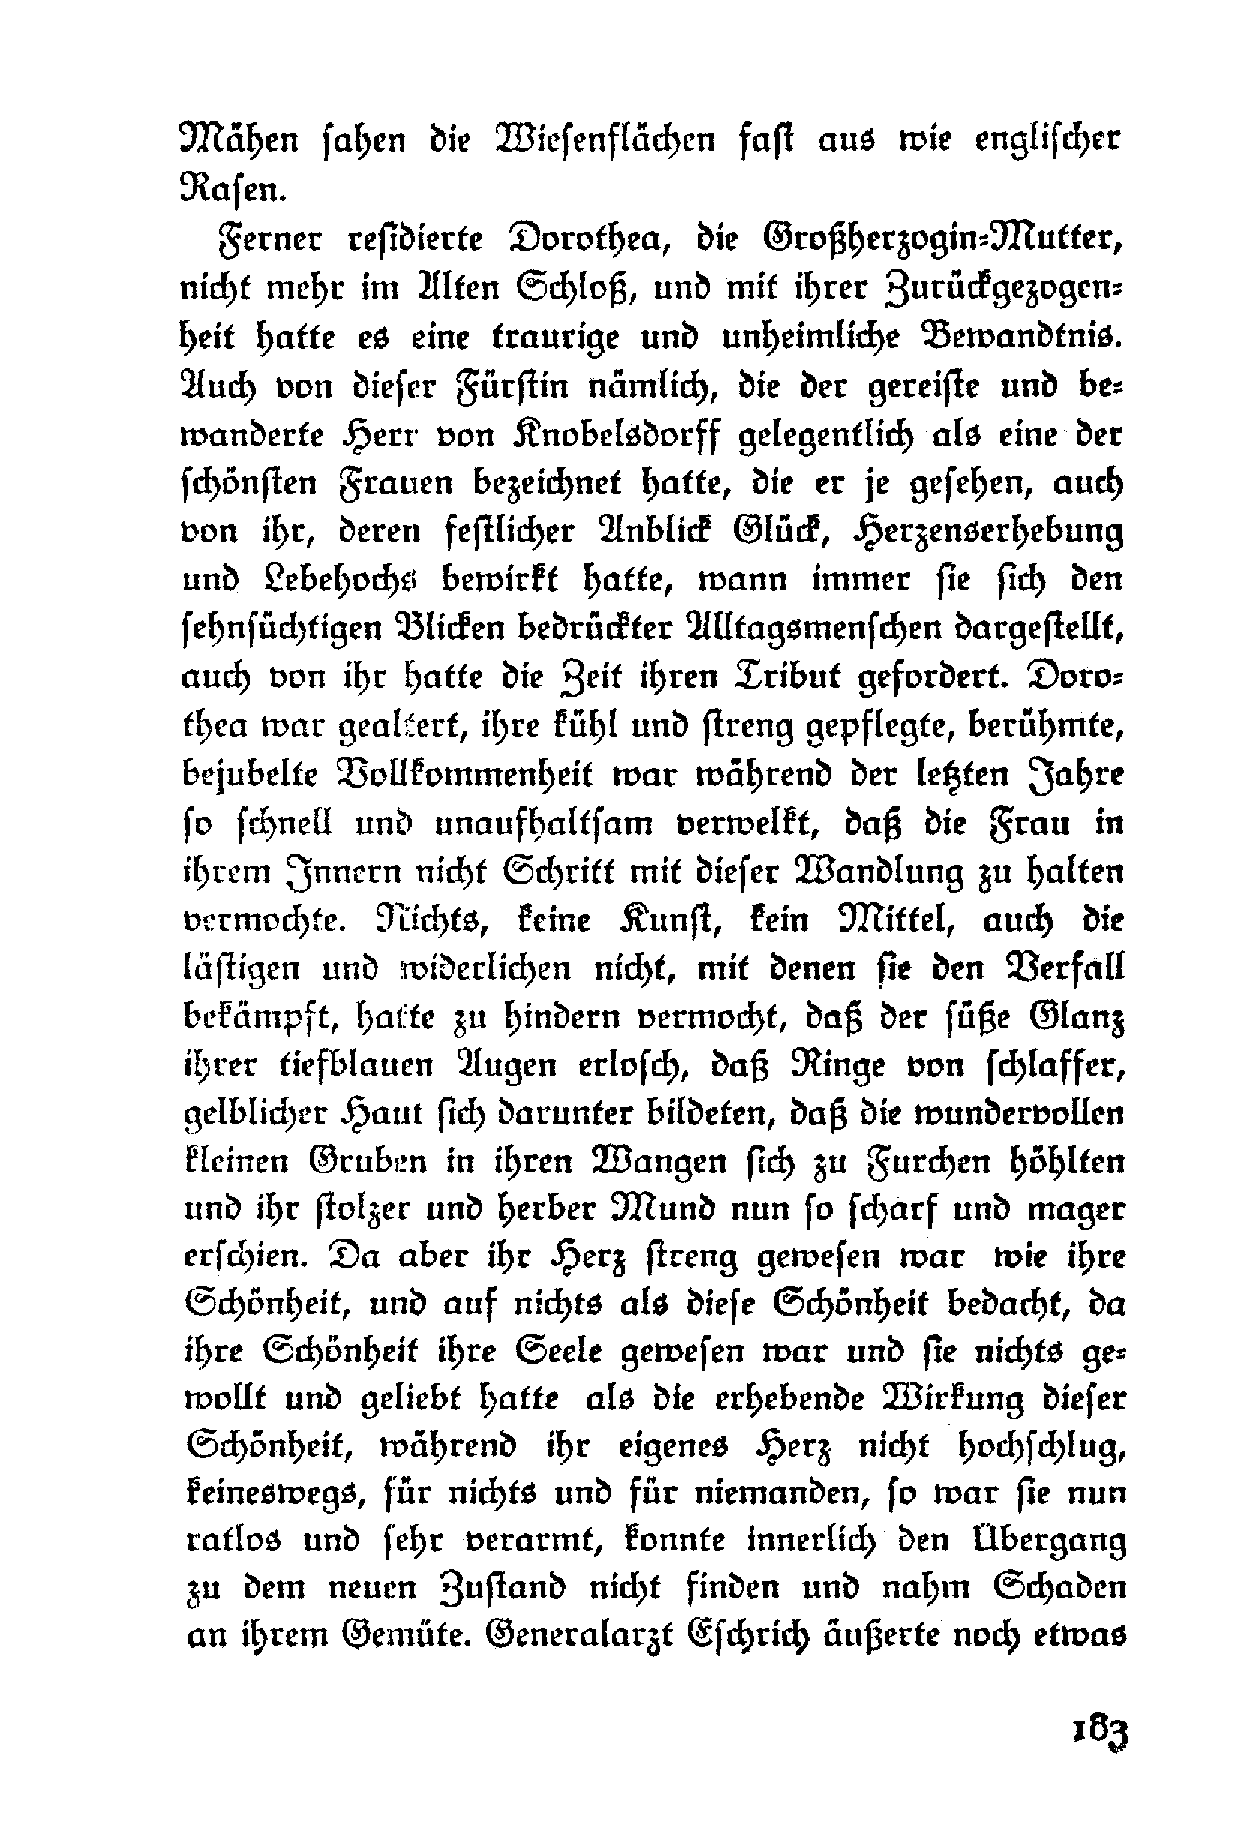 Mähen sahen die Wiesenflächen fast aus wie englischer
Rasen.
Ferner residierte Dorothea, die Großherzogin-Mutter,
nicht mehr im Alten Schloß, und mit ihrer Zurückgezogen-
heit hatte es eine traurige und unheimliche Bewandtnis.
Auch von dieser Fürstin nämlich, die der gereiste und be-
wanderte Herr von Knobelsdorff gelegentlich als eine der
schönsten Frauen bezeichnet hatte, die er je gesehen, auch
von ihr, deren festlicher Anblick Glück, Herzenserhebung
und Lebehochs bewirkt hatte, wann immer sie sich den
sehnsüchtigen Blicken bedrückter Alltagsmenschen dargestellt,
auch von ihr hatte die Zeit ihren Tribut gefordert. Doro-
thea war gealtert, ihre kühl und streng gepflegte, berühmte,
bejubelte Vollkommenheit war während der letzten Jahre
so schnell und unaufhaltsam verwelkt, daß die Frau in
ihrem Innern nicht Schritt mit dieser Wandlung zu halten
vermochte. Nichts, keine Kunst, kein Mittel, auch die
lästigen und widerlichen nicht, mit denen sie den Verfall
bekämpft, hatte zu hindern vermocht, daß der süße Glanz
ihrer tiefblauen Augen erlosch, daß Ringe von schlaffer,
gelblicher Haut sich darunter bildeten, daß die wundervollen
kleinen Gruben in ihren Wangen sich zu Furchen höhlten
und ihr stolzer und herber Mund nun so scharf und mager
erschien. Da aber ihr Herz streng gewesen war wie ihre
Schönheit, und auf nichts als diese Schönheit bedacht, da
ihre Schönheit ihre Seele gewesen war und sie nichts ge-
wollt und geliebt hatte als die erhebende Wirkung dieser
Schönheit, während ihr eigenes Herz nicht hochschlug,
keineswegs, für nichts und für niemanden, so war sie nun
ratlos und sehr verarmt, konnte innerlich den Übergang
zu dem neuen Zustand nicht finden und nahm Schaden
an ihrem Gemüte. Generalarzt Eschrich äußerte noch etwas
183